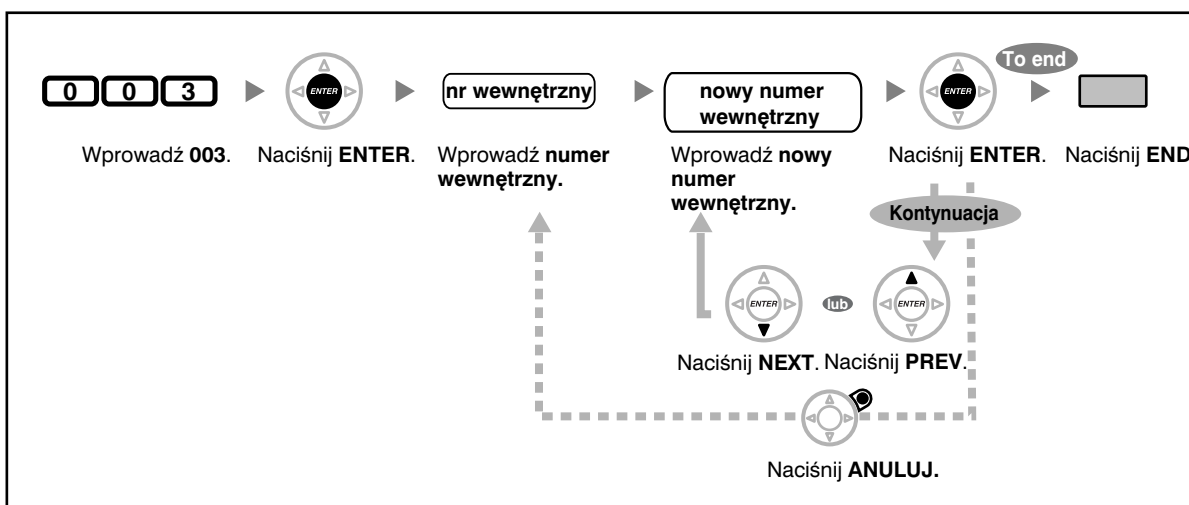 To end
0 0 3
ENTER
nr wewnętrzny
nowy numer
wewnętrzny
ENTER
Wprowadź 003.
Naciśnij ENTER.
Wprowadź numer
wewnętrzny.
Wprowadź nowy
numer
wewnętrzny.
Naciśnij ENTER.
Naciśnij END
Kontynuacja
ENTER
lub
ENTER
Naciśnij NEXT.
Naciśnij PREV.
Naciśnij ANULUJ.